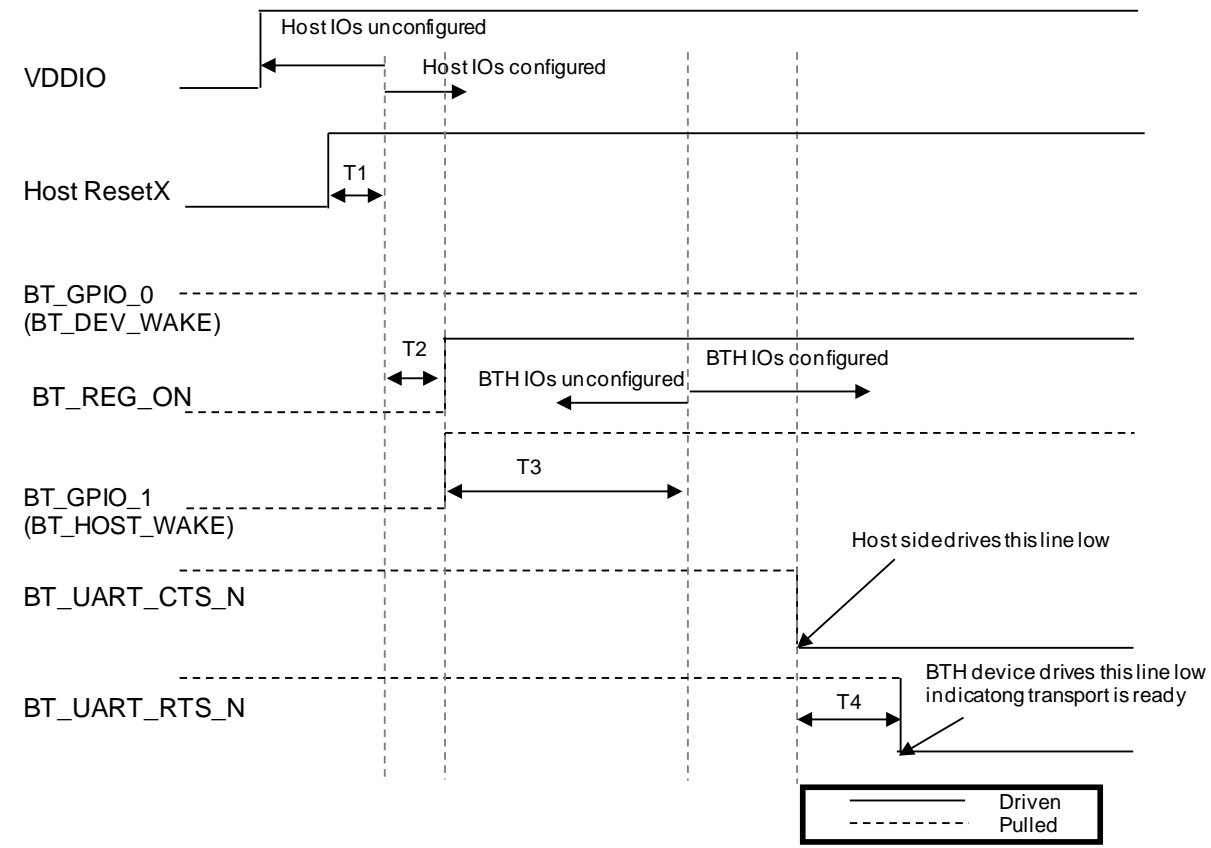 Host IOs unconfigured
VDDIO
Host IOs configured
T1
Host ResetX
BT_GPIO_0
(BT_DEV_WAKE)
T2
BTH IOs configured
BTH IOs unconfigured
BT_REG_ON
T3
BT_GPIO_1
(BT_HOST_WAKE)
Host side drives this line low
BT_UART_CTS_N
BTH device drives this line low
indicatong transport is ready
T4
BT_UART_RTS_N
Driven
Pulled